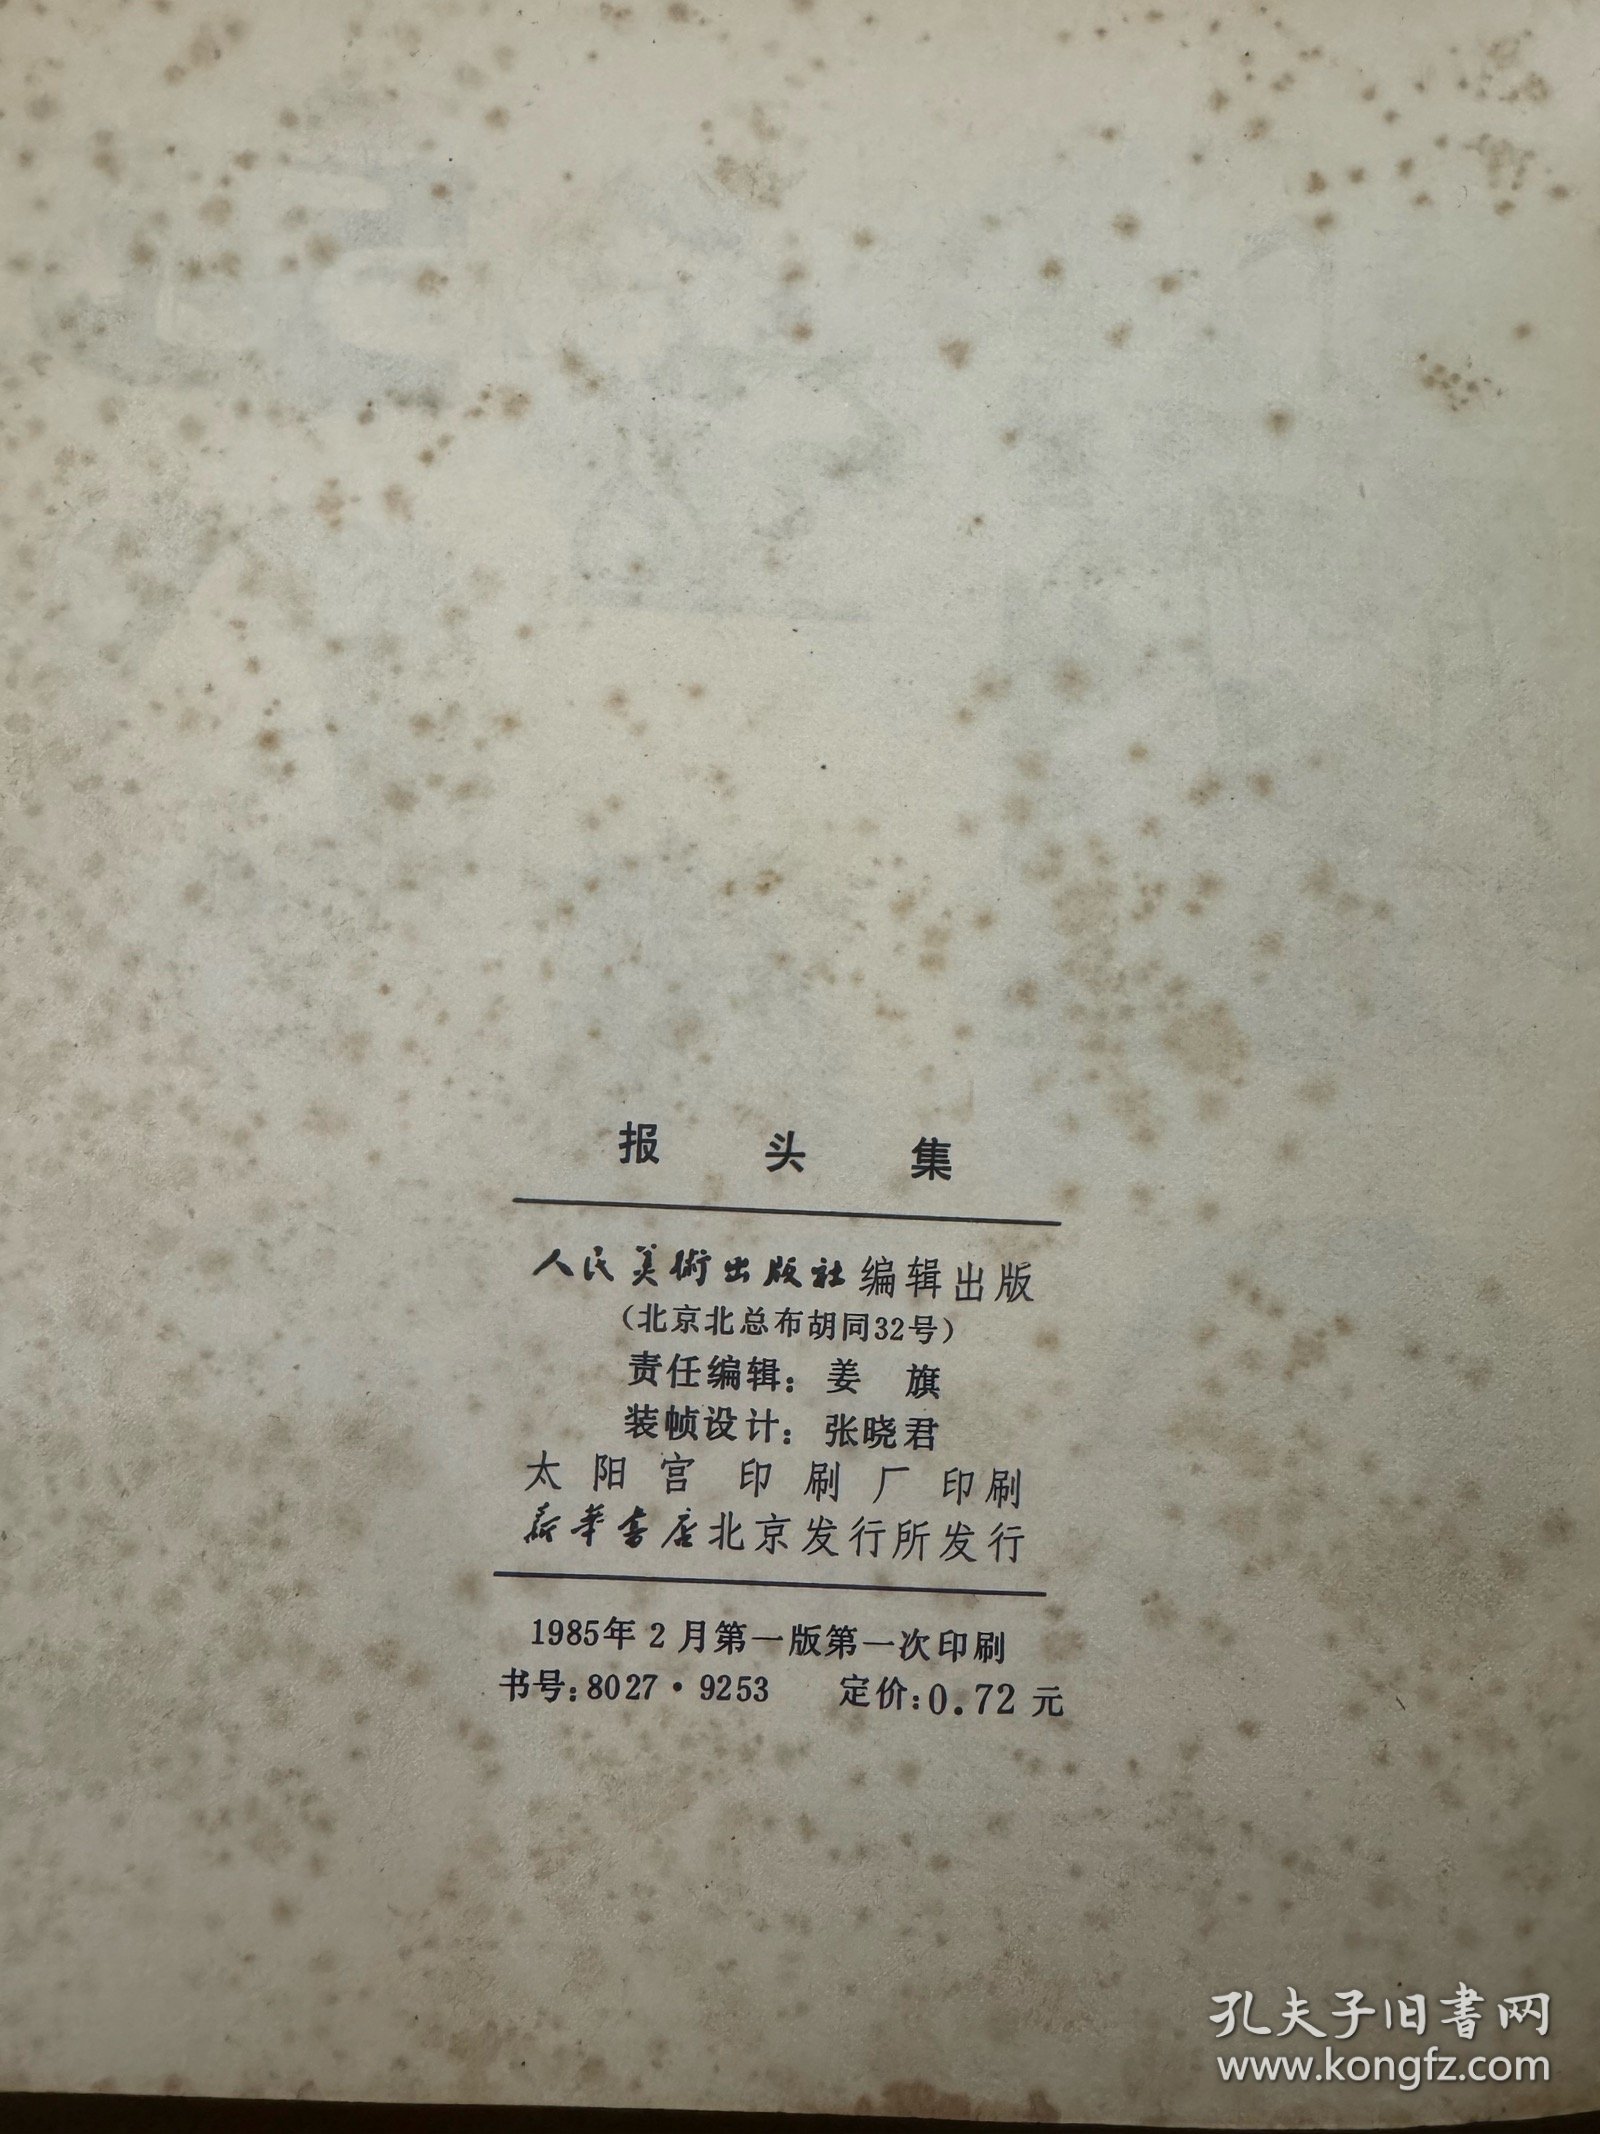 报 头 集
人民美術出版社编辑出版
(北京北总布胡同32号)
责任编辑：姜 旗
装帧设计：张晓君
太阳宫印刷厂印刷
新华书店北京发行所发行
1985年2月第一版第一次印刷
书号：8027·9253 定价：0.72元
孔夫子旧書网
www.kongfz.com